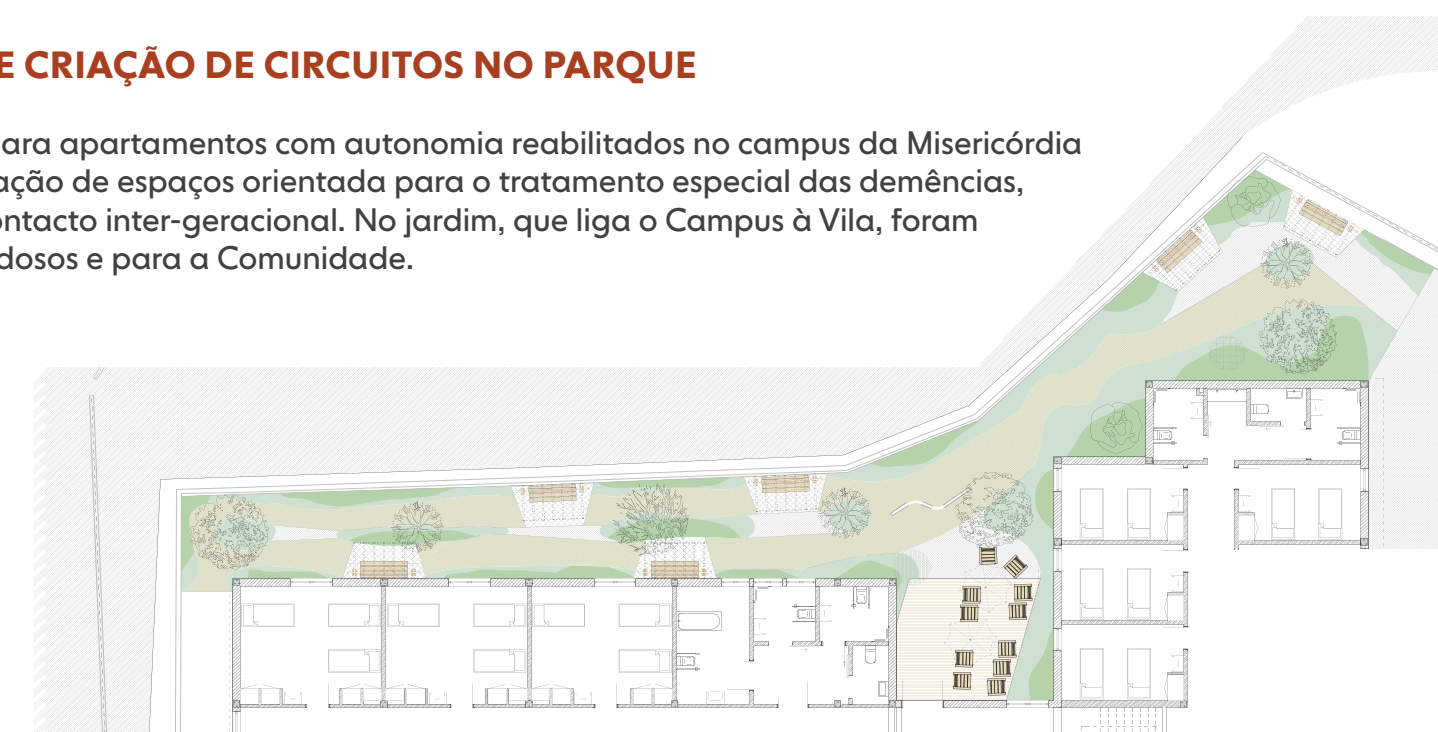 E CRIAÇÃO DE CIRCUITOS NO PARQUE
ara apartamentos com autonomia reabilitados no campus da Misericórdia
ação de espaços orientada para o tratamento especial das demências,
ontacto inter-geracional. No jardim, que liga o Campus à Vila, foram
dosos e para a Comunidade.